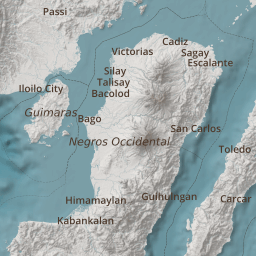 Passi
Cadiz
Victorias
Sagay
Escalante
Silay
Talisay
Iloilo City
Bacolod
Guimaras
Bago
San Carlos
Negros Occidental
Toledo
Guihulngan
Himamaylan
Carcar
Kabankalan